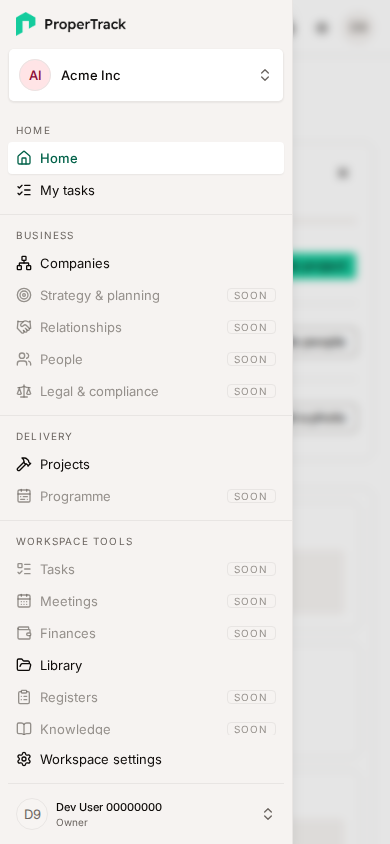 ProperTrack
AI
Acme Inc
HOME
Home
My tasks
BUSINESS
Companies
Strategy & planning SOON
Relationships SOON
People SOON
Legal & compliance SOON
DELIVERY
Projects
Programme SOON
WORKSPACE TOOLS
Tasks SOON
Meetings SOON
Finances SOON
Library
Registers SOON
Knowledge SOON
Workspace settings
D9
Dev User 00000000
Owner